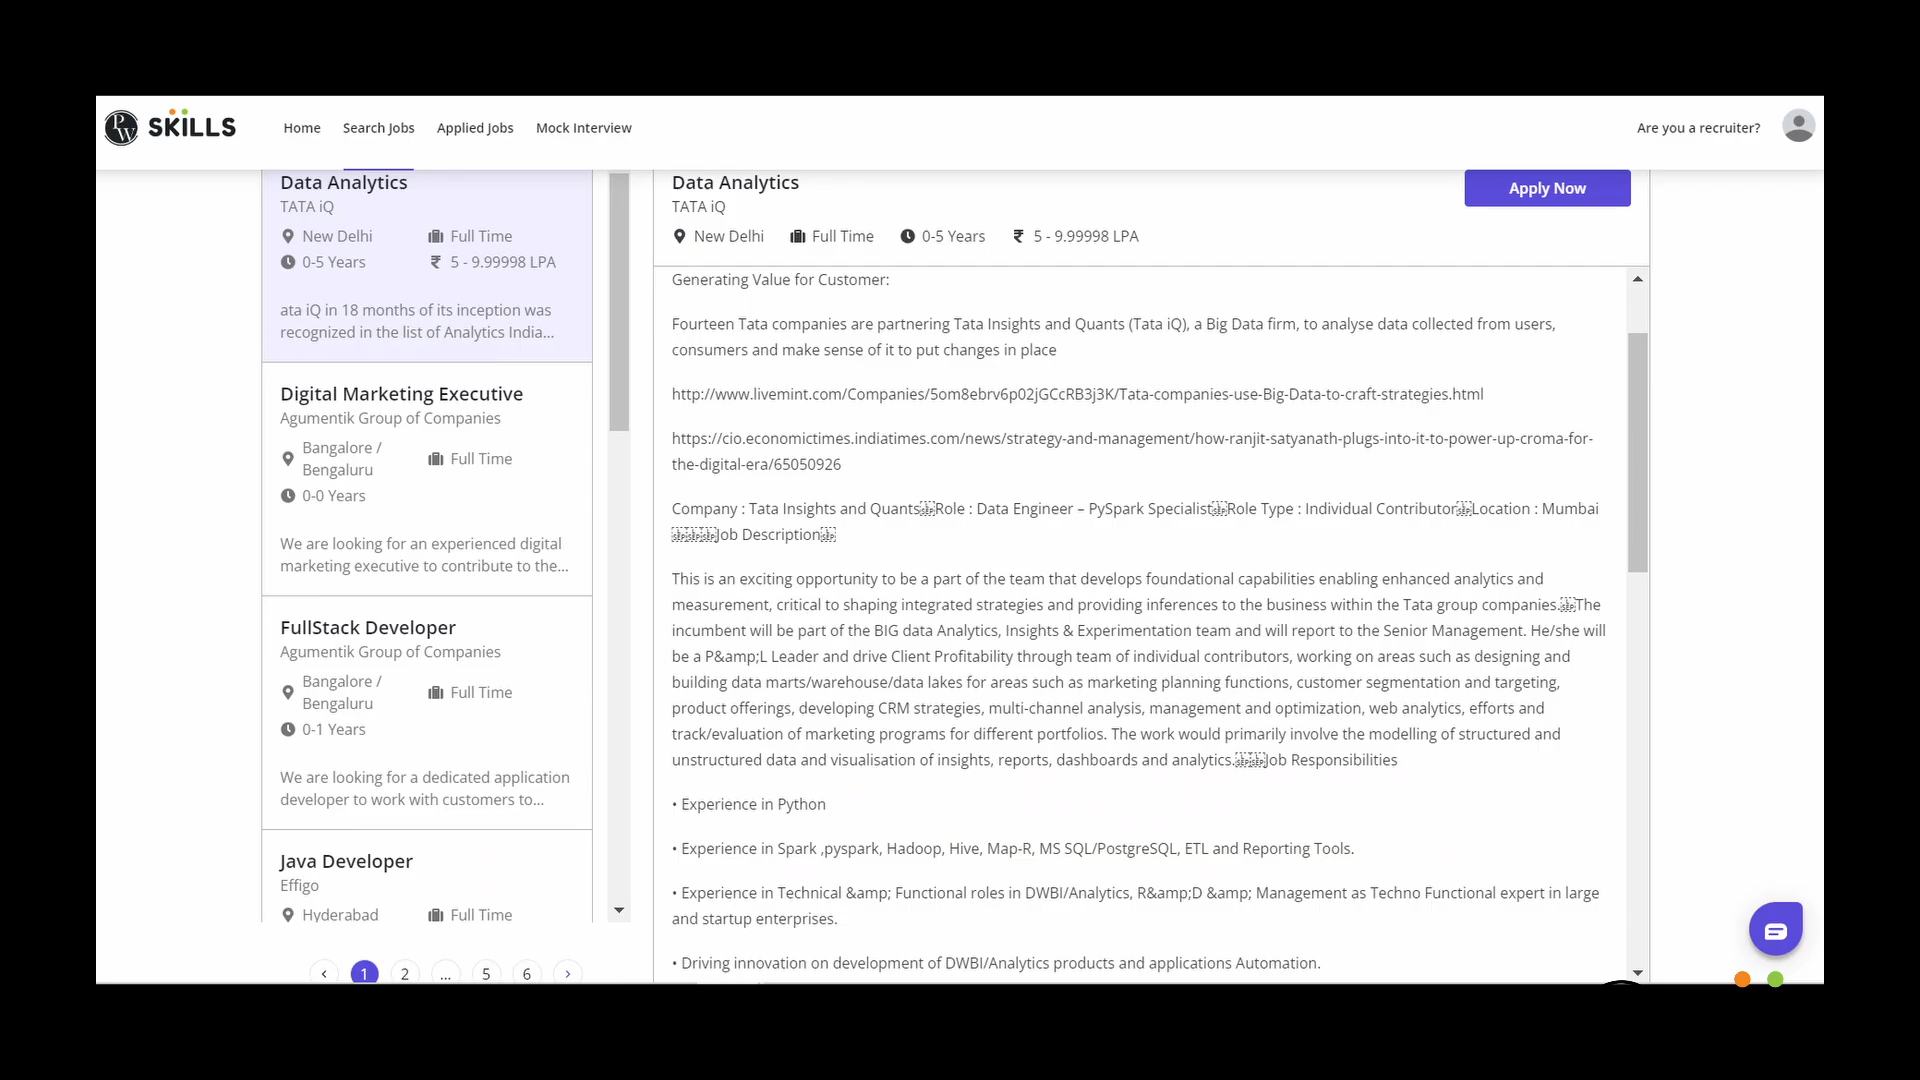 PW SKILLS
Home
Search Jobs
Applied Jobs
Mock Interview
Are you a recruiter?
Data Analytics
TATA iQ
New Delhi
Full Time
0-5 Years
₹ 5 - 9.99998 LPA
ata iQ in 18 months of its inception was
recognized in the list of Analytics India...
Digital Marketing Executive
Agumentik Group of Companies
Bangalore /
Bengaluru
Full Time
0-0 Years
We are looking for an experienced digital
marketing executive to contribute to the...
FullStack Developer
Agumentik Group of Companies
Bangalore /
Bengaluru
Full Time
0-1 Years
We are looking for a dedicated application
developer to work with customers to...
Java Developer
Effigo
Hyderabad
Full Time
‹ 1 2 ... 5 6 ›
Data Analytics
TATA iQ
New Delhi Full Time 0-5 Years ₹ 5 - 9.99998 LPA
Apply Now
Generating Value for Customer:
Fourteen Tata companies are partnering Tata Insights and Quants (Tata iQ), a Big Data firm, to analyse data collected from users,
consumers and make sense of it to put changes in place
http://www.livemint.com/Companies/5om8ebrv6p02jGCcRB3j3K/Tata-companies-use-Big-Data-to-craft-strategies.html
https://cio.economictimes.indiatimes.com/news/strategy-and-management/how-ranjit-satyanath-plugs-into-it-to-power-up-croma-for-
the-digital-era/65050926
Company : Tata Insights and Quants Role : Data Engineer – PySpark Specialist Role Type : Individual Contributor Location : Mumbai
Job Description
This is an exciting opportunity to be a part of the team that develops foundational capabilities enabling enhanced analytics and
measurement, critical to shaping integrated strategies and providing inferences to the business within the Tata group companies. The
incumbent will be part of the BIG data Analytics, Insights & Experimentation team and will report to the Senior Management. He/she will
be a P&amp;L Leader and drive Client Profitability through team of individual contributors, working on areas such as designing and
building data marts/warehouse/data lakes for areas such as marketing planning functions, customer segmentation and targeting,
product offerings, developing CRM strategies, multi-channel analysis, management and optimization, web analytics, efforts and
track/evaluation of marketing programs for different portfolios. The work would primarily involve the modelling of structured and
unstructured data and visualisation of insights, reports, dashboards and analytics. Job Responsibilities
• Experience in Python
• Experience in Spark ,pyspark, Hadoop, Hive, Map-R, MS SQL/PostgreSQL, ETL and Reporting Tools.
• Experience in Technical &amp; Functional roles in DWBI/Analytics, R&amp;D &amp; Management as Techno Functional expert in large
and startup enterprises.
• Driving innovation on development of DWBI/Analytics products and applications Automation.